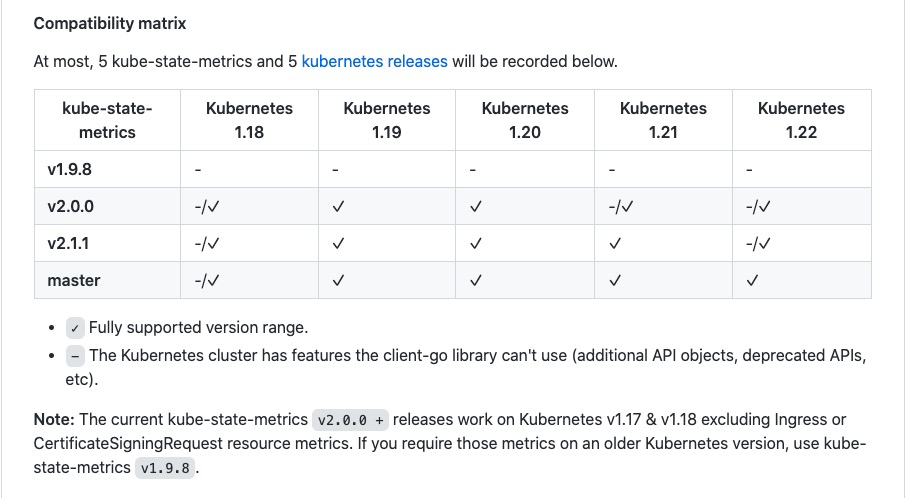 Compatibility matrix
At most, 5 kube-state-metrics and 5 kubernetes releases will be recorded below.
kube-state-metrics Kubernetes 1.18 Kubernetes 1.19 Kubernetes 1.20 Kubernetes 1.21 Kubernetes 1.22
v1.9.8 - - - - -
v2.0.0 -/✓ ✓ ✓ -/✓ -/✓
v2.1.1 -/✓ ✓ ✓ ✓ -/✓
master -/✓ ✓ ✓ ✓ ✓
• ✓ Fully supported version range.
• - The Kubernetes cluster has features the client-go library can't use (additional API objects, deprecated APIs,
etc).
Note: The current kube-state-metrics v2.0.0 + releases work on Kubernetes v1.17 & v1.18 excluding Ingress or
CertificateSigningRequest resource metrics. If you require those metrics on an older Kubernetes version, use kube-
state-metrics v1.9.8.